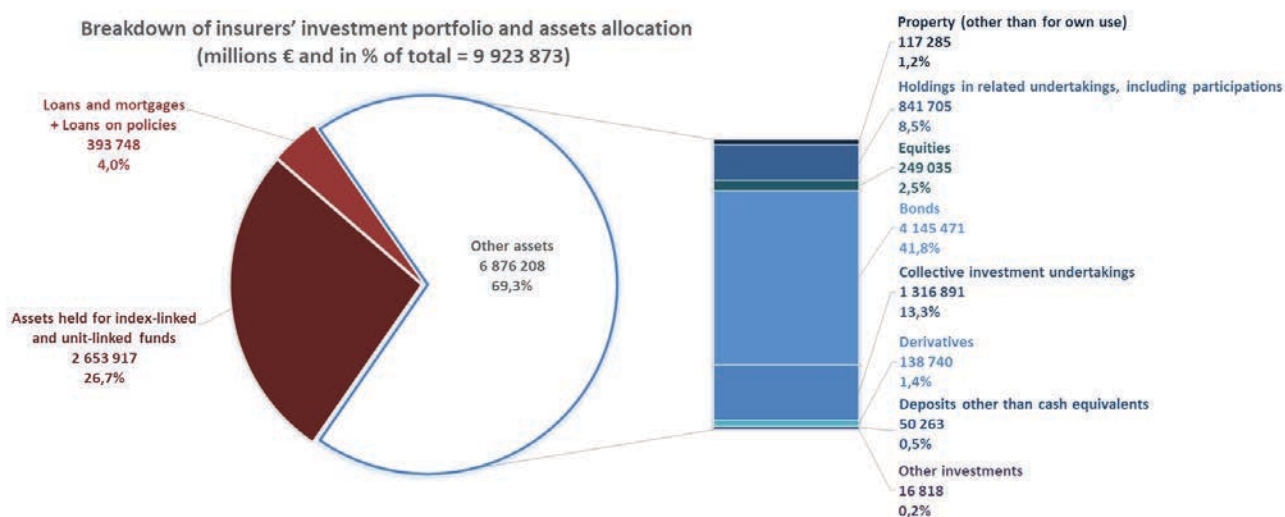 Breakdown of insurers' investment portfolio and assets allocation
(millions € and in % of total = 9 923 873)
Loans and mortgages
+ Loans on policies
393 748
4,0%
Assets held for index-linked
and unit-linked funds
2 653 917
26,7%
Other assets
6 876 208
69,3%
Property (other than for own use)
117 285
1,2%
Holdings in related undertakings, including participations
841 705
8,5%
Equities
249 035
2,5%
Bonds
4 145 471
41,8%
Collective investment undertakings
1 316 891
13,3%
Derivatives
138 740
1,4%
Deposits other than cash equivalents
50 263
0,5%
Other investments
16 818
0,2%